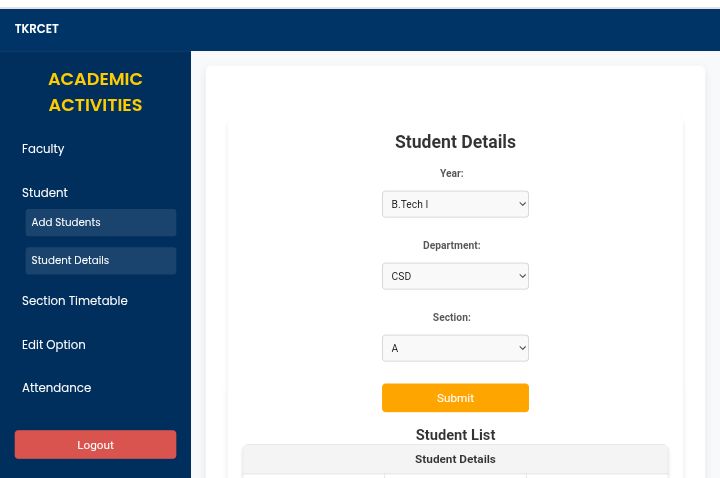 TKRCET
ACADEMIC
ACTIVITIES
Faculty
Student
Add Students
Student Details
Section Timetable
Edit Option
Attendance
Logout
Student Details
Year:
B.Tech I
Department:
CSD
Section:
A
Submit
Student List
Student Details